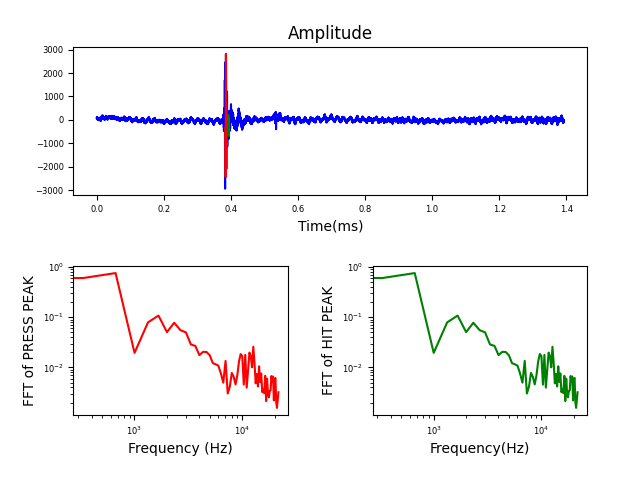 Amplitude
3000
2000
1000
0
−1000
−2000
−3000
0.0 0.2 0.4 0.6 0.8 1.0 1.2 1.4
Time(ms)
FFT of PRESS PEAK
10⁰
10⁻¹
10⁻²
10³ 10⁴
Frequency (Hz)
FFT of HIT PEAK
10⁰
10⁻¹
10⁻²
10³ 10⁴
Frequency(Hz)